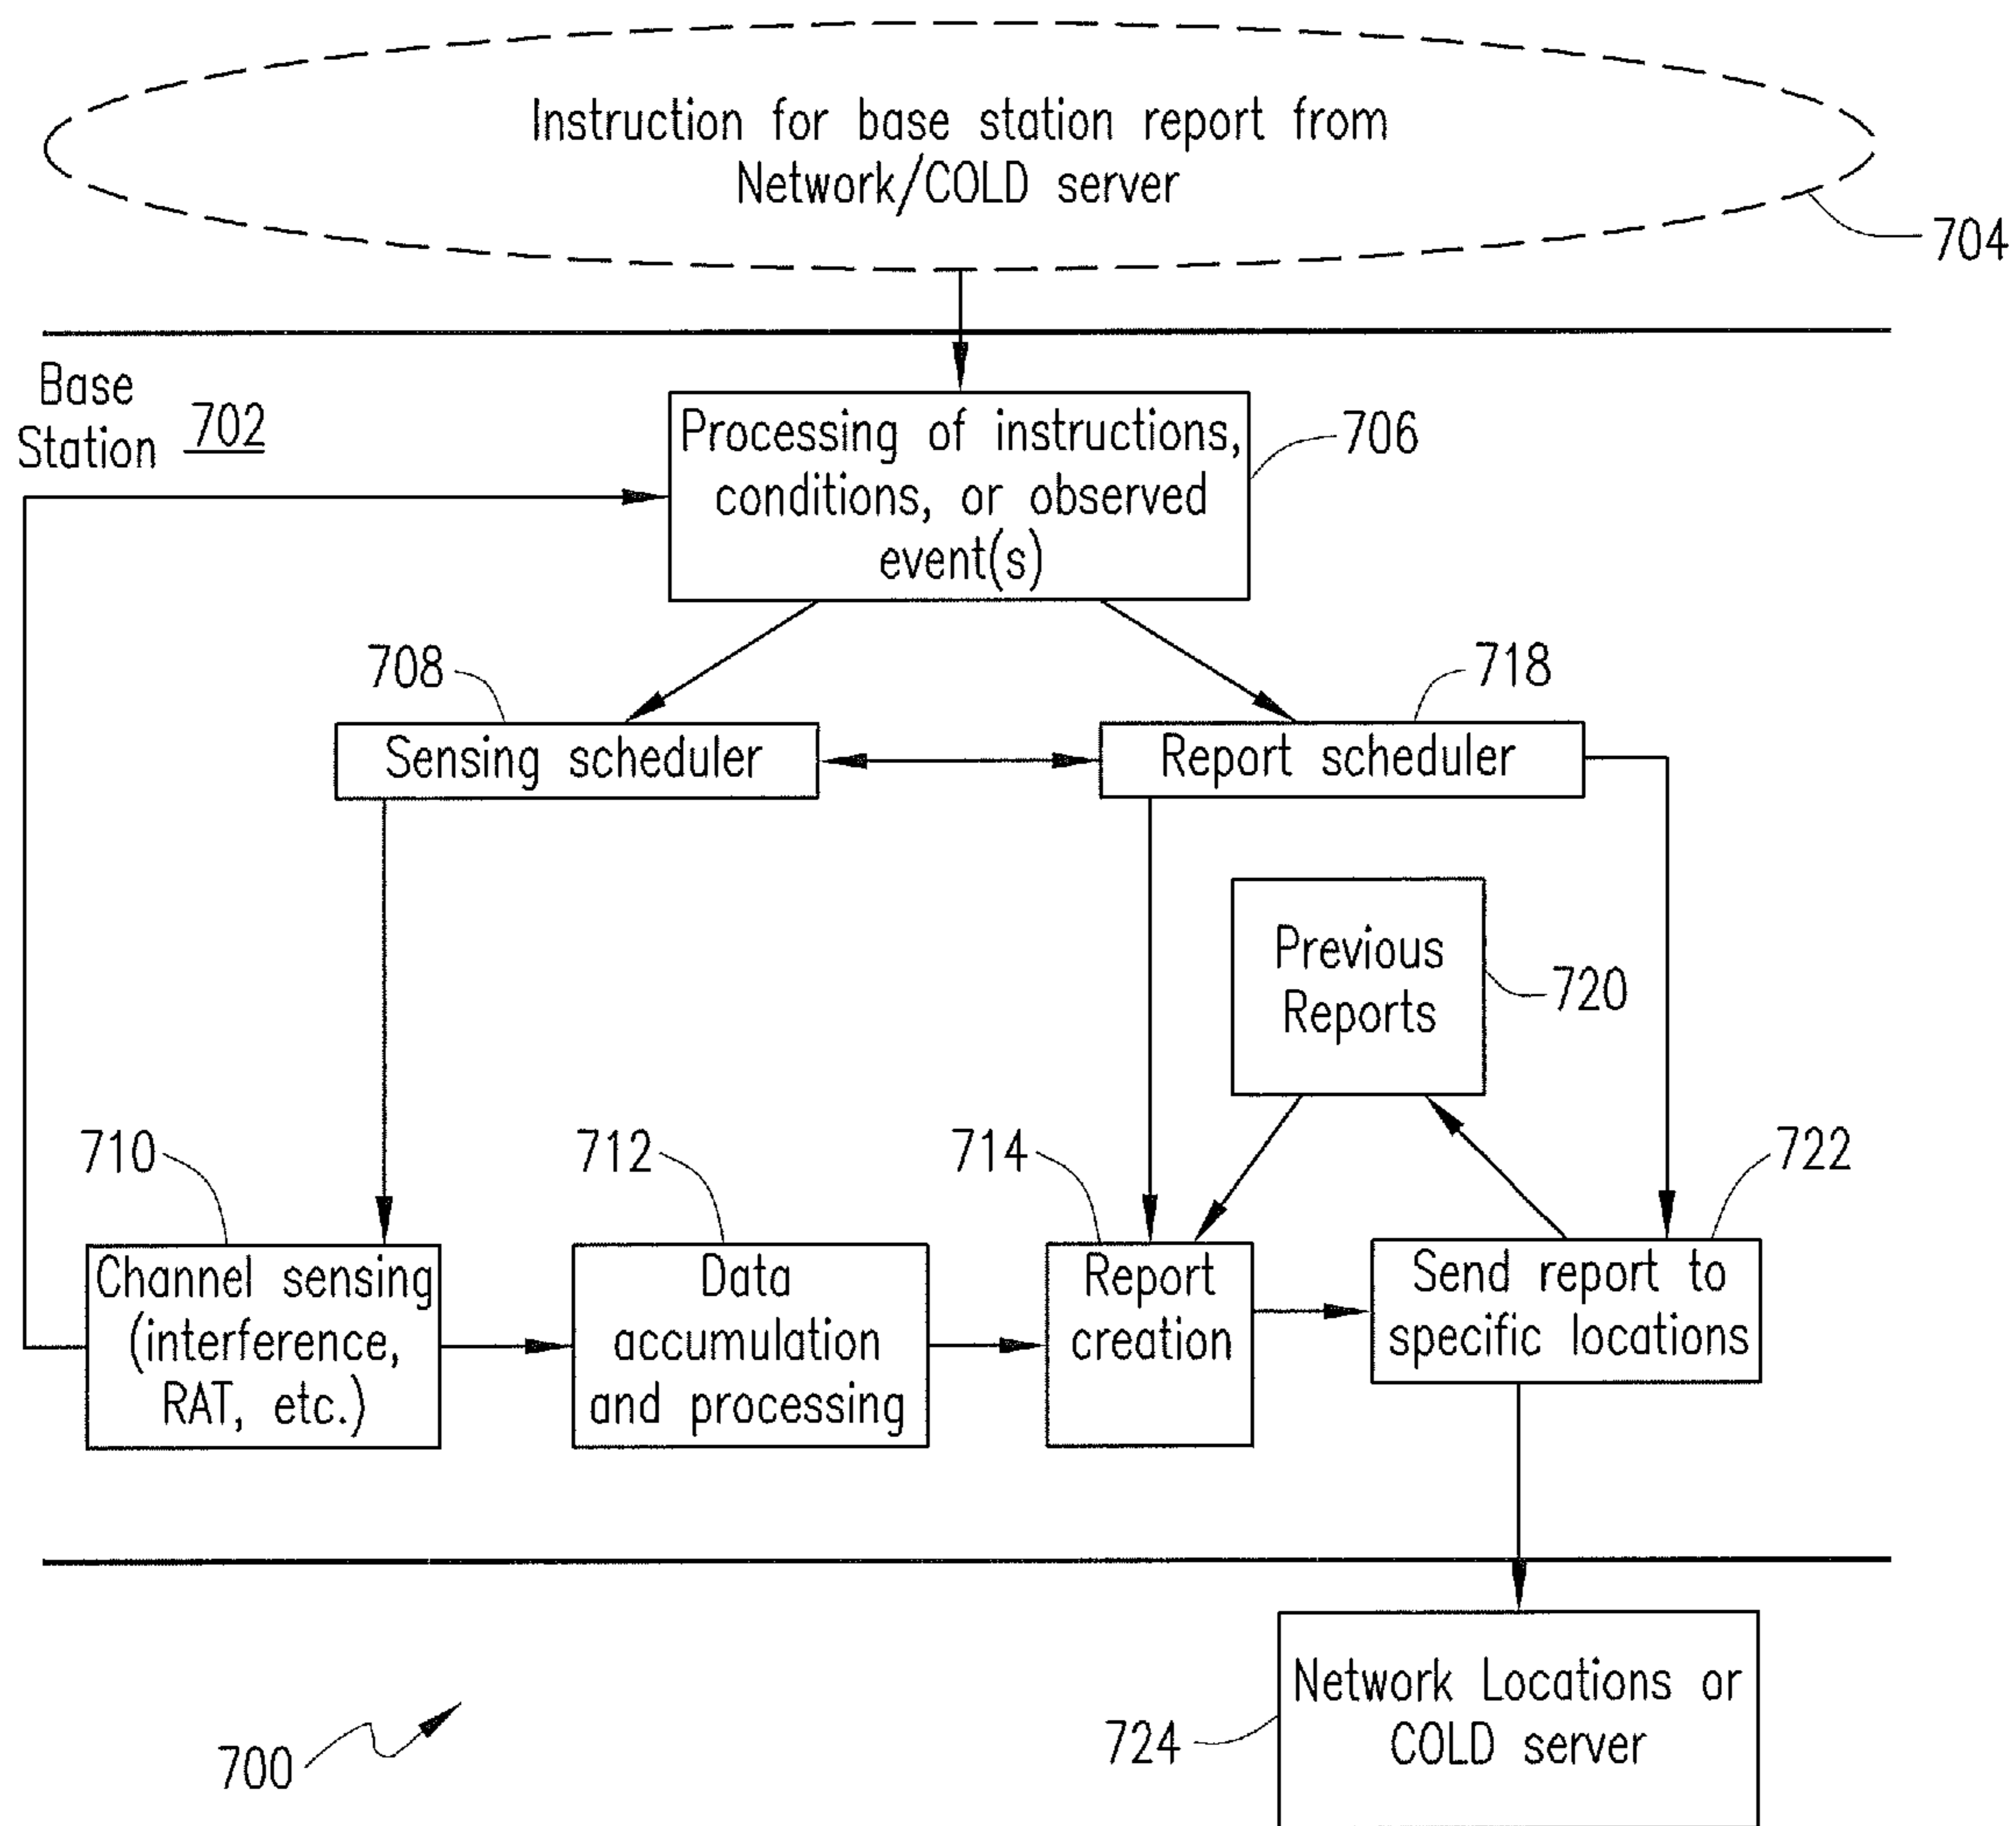 Instruction for base station report from
Network/COLD server
704
Base
Station 702
Processing of instructions,
conditions, or observed
event(s)
706
708
718
Sensing scheduler
Report scheduler
Previous
Reports
720
710
712
714
722
Channel sensing
(interference,
RAT, etc.)
Data
accumulation
and processing
Report
creation
Send report to
specific locations
Network Locations or
COLD server
724
700